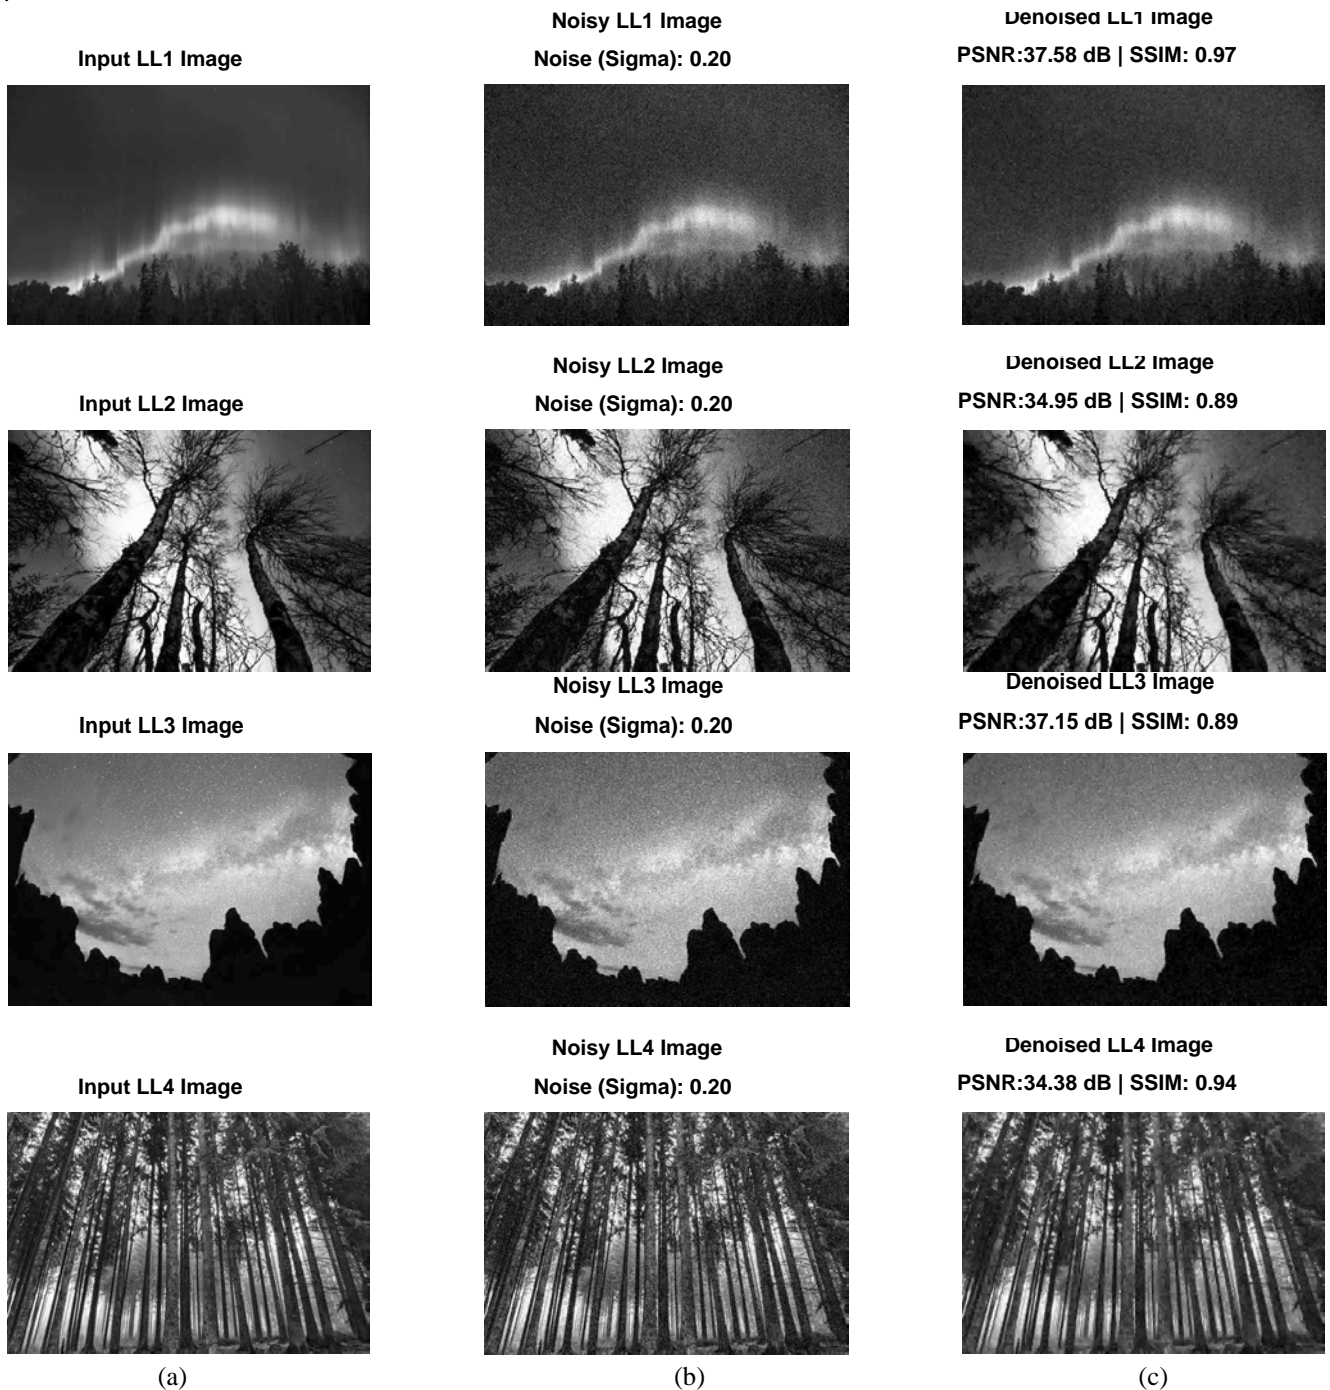 Noisy LL1 Image
Denoised LL1 Image
Input LL1 Image
Noise (Sigma): 0.20
PSNR:37.58 dB | SSIM: 0.97
Noisy LL2 Image
Denoised LL2 Image
Input LL2 Image
Noise (Sigma): 0.20
PSNR:34.95 dB | SSIM: 0.89
Noisy LL3 Image
Denoised LL3 Image
Input LL3 Image
Noise (Sigma): 0.20
PSNR:37.15 dB | SSIM: 0.89
Noisy LL4 Image
Denoised LL4 Image
Input LL4 Image
Noise (Sigma): 0.20
PSNR:34.38 dB | SSIM: 0.94
(a)
(b)
(c)